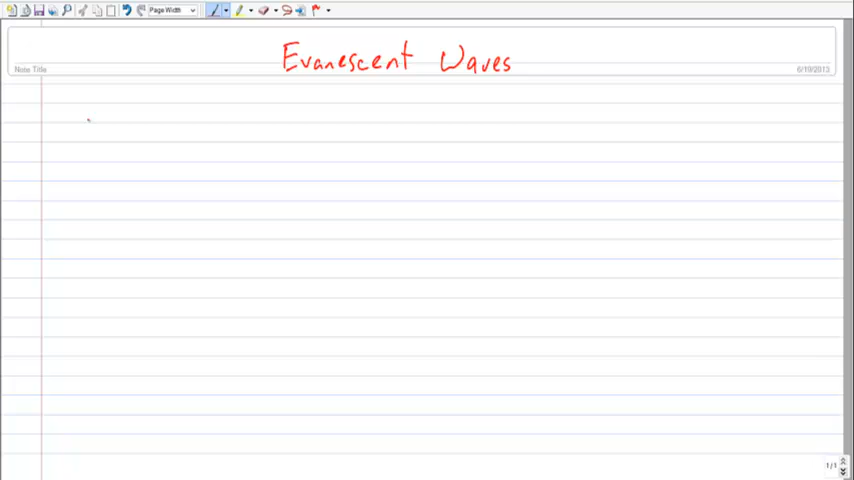 Page Width
Evanescent Waves
Note Title
6/19/2013
1/1